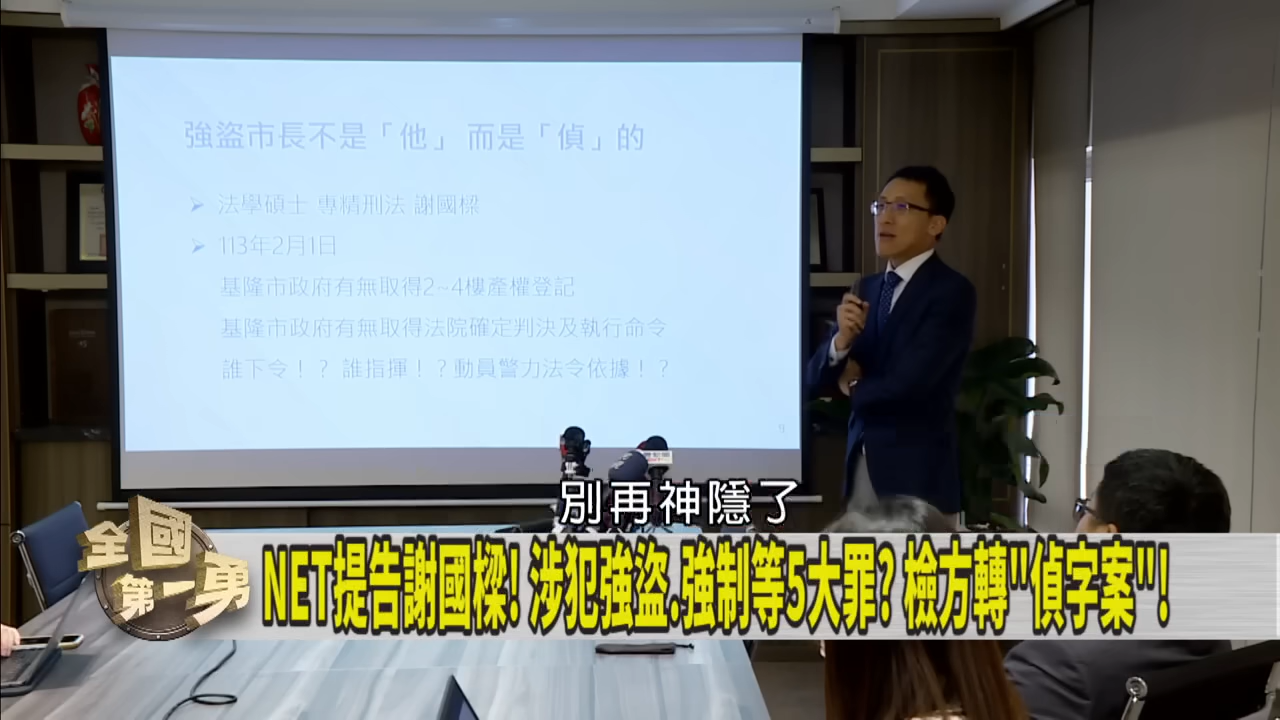 強盜市長不是「他」 而是「偵」的
➤ 法學碩士 專精刑法 謝國樑
➤ 113年2月1日
基隆市政府有無取得2~4樓產權登記
基隆市政府有無取得法院確定判決及執行命令
誰下令！？ 誰指揮！？動員警力法令依據！？
別再神隱了
全國第一勇
NET提告謝國樑! 涉犯強盜.強制等5大罪? 檢方轉"偵字案"!